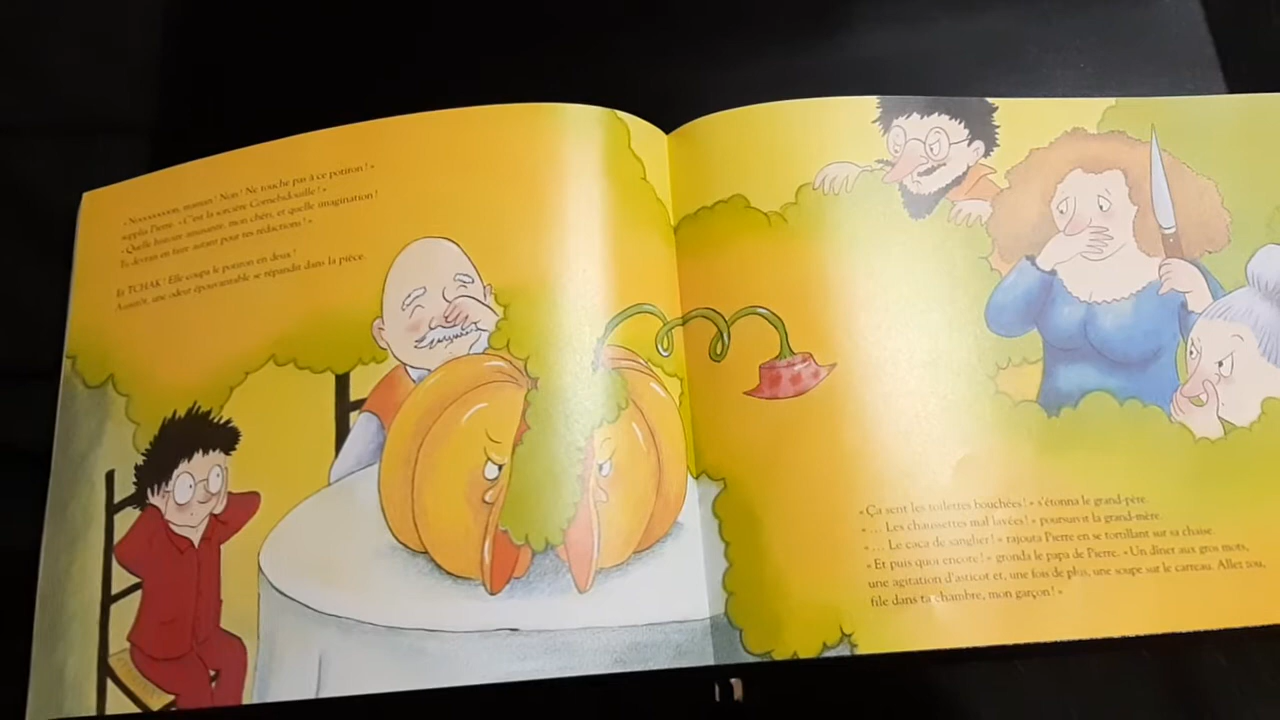 « Nooooooooon, maman ! Non ! Ne touche pas à ce potiron ! »
supplia Pierre. « C'est la sorcière Cornebidouille ! »
« Quelle histoire amusante, mon chéri, et quelle imagination !
Tu devrais en faire autant pour tes rédactions ! »
Et TCHAK ! Elle coupa le potiron en deux !
Aussitôt, une odeur épouvantable se répandit dans la pièce.
« Ça sent les toilettes bouchées ! » s'étonna le grand-père.
« … Les chaussettes mal lavées ! » poursuivit la grand-mère.
« … Le caca de sanglier ! » rajouta Pierre en se tortillant sur sa chaise.
« Et puis quoi encore ! » gronda le papa de Pierre. « Un dîner aux gros mots,
une agitation d'asticot et, une fois de plus, une soupe sur le carreau. Allez zou,
file dans ta chambre, mon garçon ! »